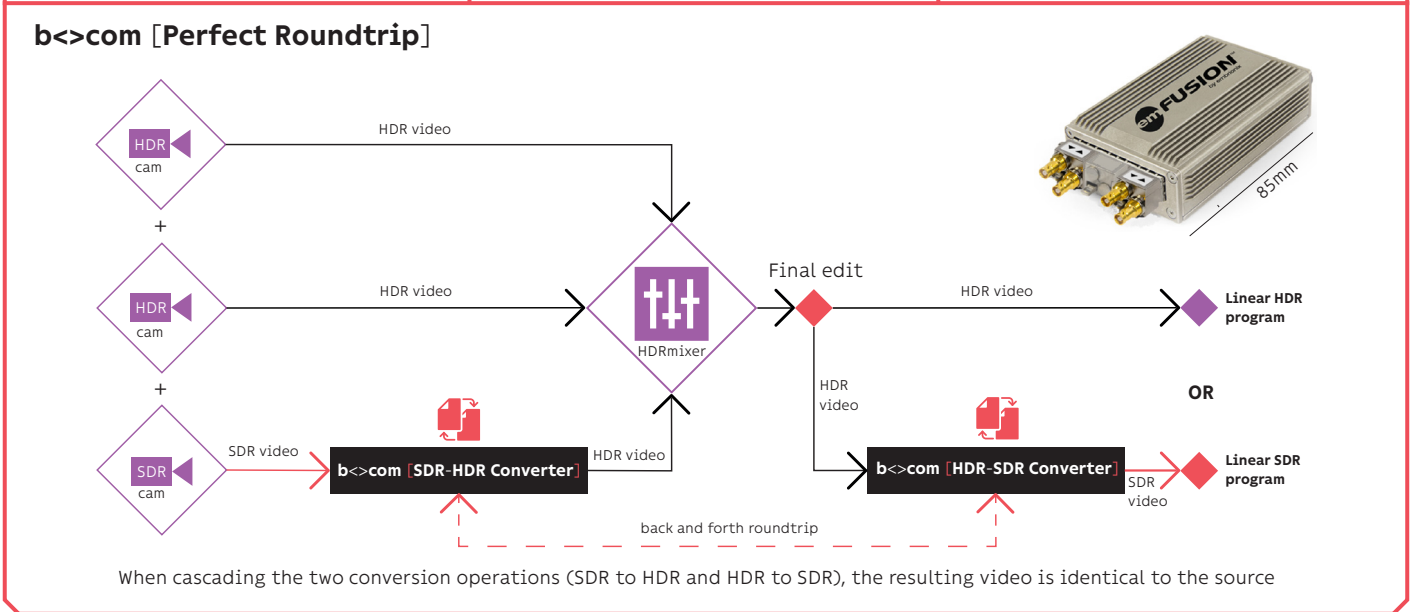 b<>com [Perfect Roundtrip]
emFUSION™
by embrionix
85mm
HDR video
HDR
cam
+
HDR video
HDR
cam
HDRmixer
Final edit
HDR video
Linear HDR
program
+
HDR
video
OR
SDR video
SDR
cam
b<>com [SDR-HDR Converter]
HDR video
b<>com [HDR-SDR Converter]
SDR
video
Linear SDR
program
back and forth roundtrip
When cascading the two conversion operations (SDR to HDR and HDR to SDR), the resulting video is identical to the source